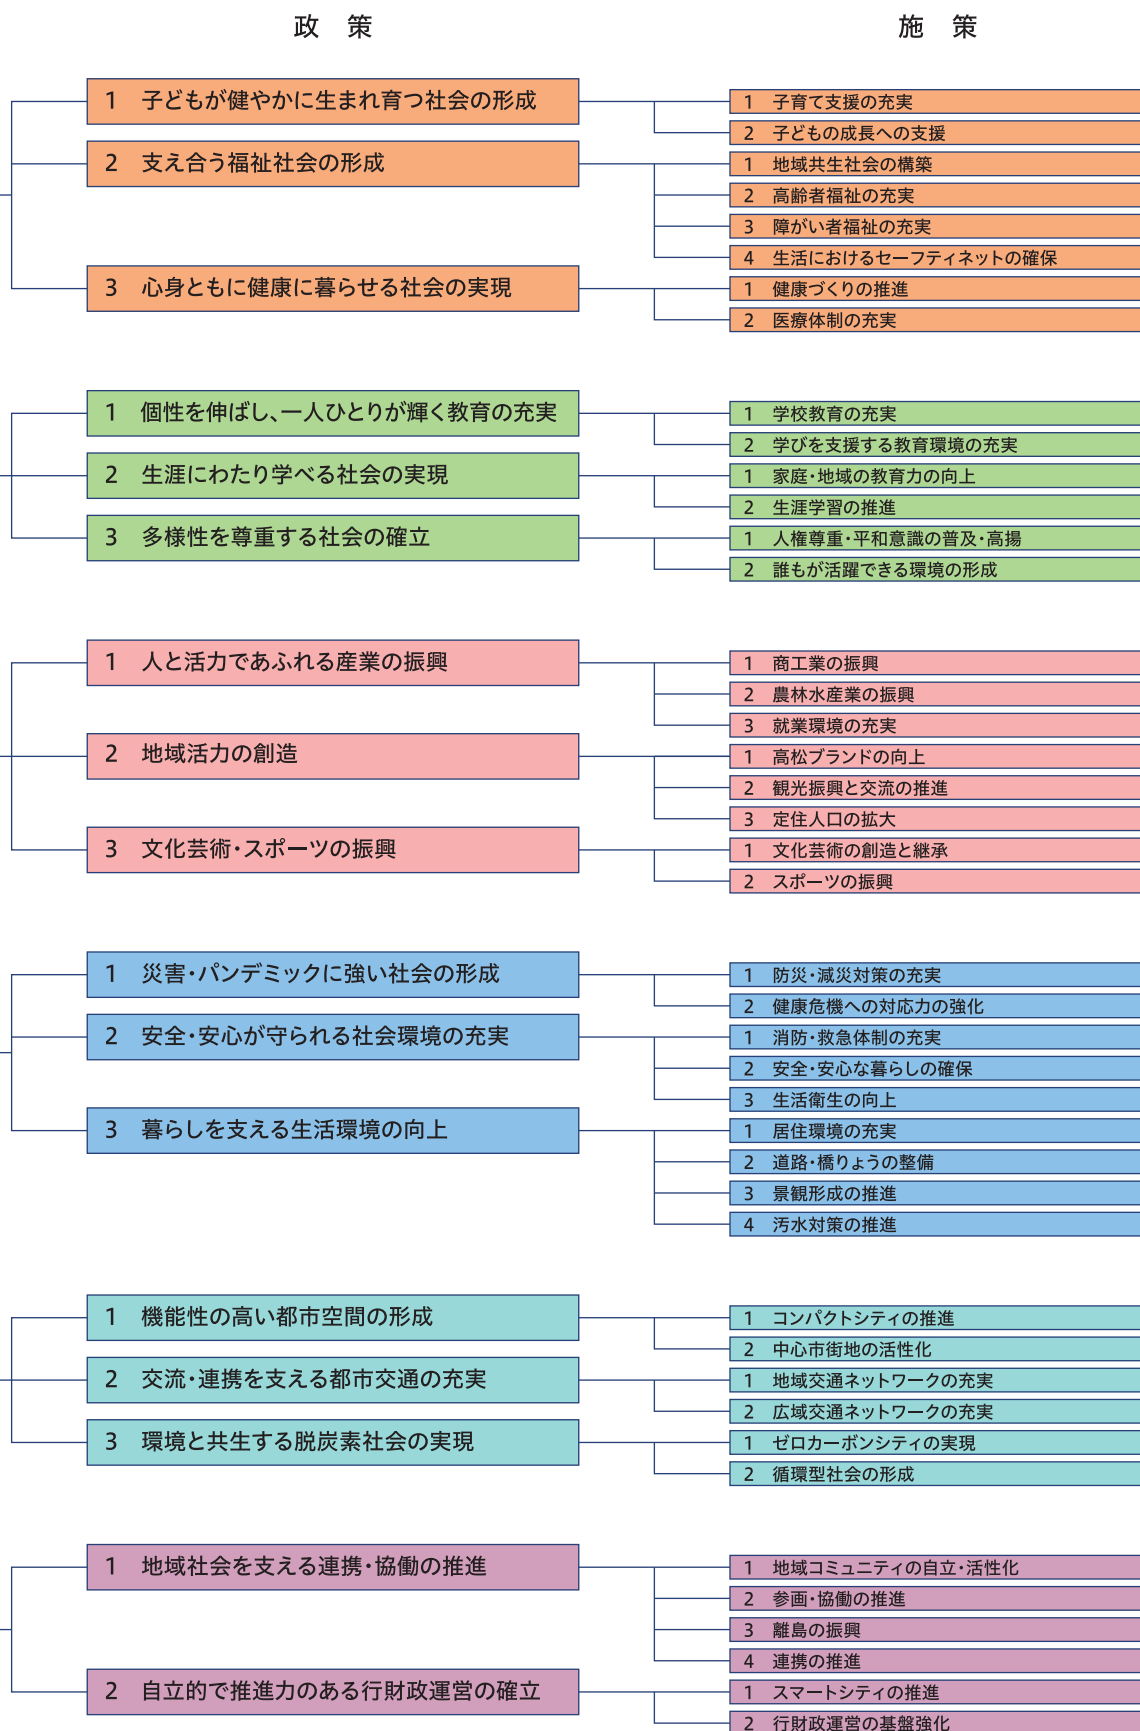 政策
施策
1 子どもが健やかに生まれ育つ社会の形成
1 子育て支援の充実
2 子どもの成長への支援
2 支え合う福祉社会の形成
1 地域共生社会の構築
2 高齢者福祉の充実
3 障がい者福祉の充実
4 生活におけるセーフティネットの確保
3 心身ともに健康に暮らせる社会の実現
1 健康づくりの推進
2 医療体制の充実
1 個性を伸ばし、一人ひとりが輝く教育の充実
1 学校教育の充実
2 学びを支援する教育環境の充実
2 生涯にわたり学べる社会の実現
1 家庭・地域の教育力の向上
2 生涯学習の推進
3 多様性を尊重する社会の確立
1 人権尊重・平和意識の普及・高揚
2 誰もが活躍できる環境の形成
1 人と活力であふれる産業の振興
1 商工業の振興
2 農林水産業の振興
3 就業環境の充実
2 地域活力の創造
1 高松ブランドの向上
2 観光振興と交流の推進
3 定住人口の拡大
3 文化芸術・スポーツの振興
1 文化芸術の創造と継承
2 スポーツの振興
1 災害・パンデミックに強い社会の形成
1 防災・減災対策の充実
2 健康危機への対応力の強化
2 安全・安心が守られる社会環境の充実
1 消防・救急体制の充実
2 安全・安心な暮らしの確保
3 生活衛生の向上
3 暮らしを支える生活環境の向上
1 居住環境の充実
2 道路・橋りょうの整備
3 景観形成の推進
4 汚水対策の推進
1 機能性の高い都市空間の形成
1 コンパクトシティの推進
2 中心市街地の活性化
2 交流・連携を支える都市交通の充実
1 地域交通ネットワークの充実
2 広域交通ネットワークの充実
3 環境と共生する脱炭素社会の実現
1 ゼロカーボンシティの実現
2 循環型社会の形成
1 地域社会を支える連携・協働の推進
1 地域コミュニティの自立・活性化
2 参画・協働の推進
3 離島の振興
4 連携の推進
2 自立的で推進力のある行財政運営の確立
1 スマートシティの推進
2 行財政運営の基盤強化